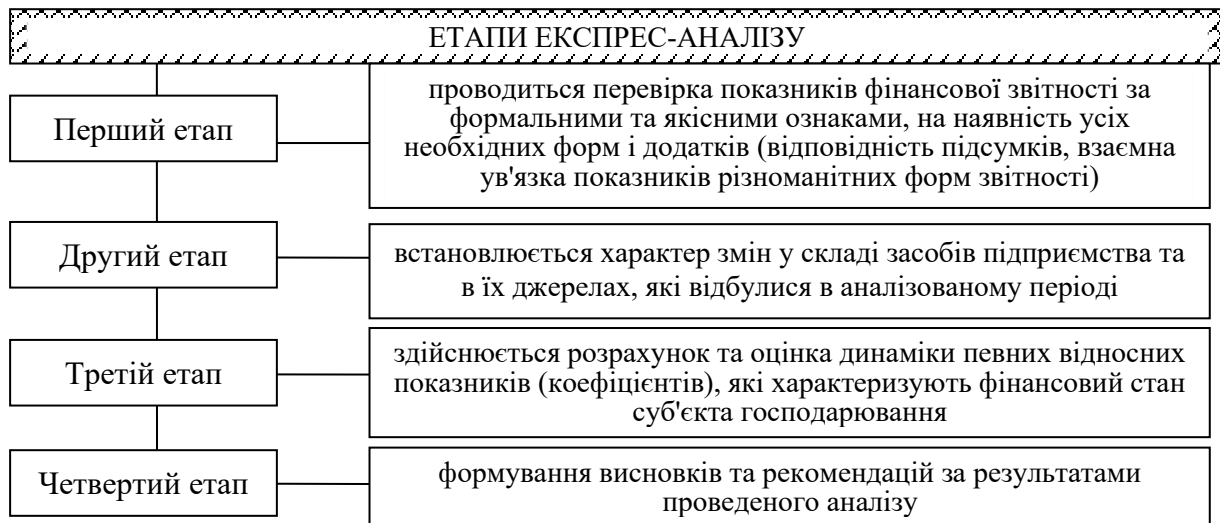 ЕТАПИ ЕКСПРЕС-АНАЛІЗУ
Перший етап
проводиться перевірка показників фінансової звітності за
формальними та якісними ознаками, на наявність усіх
необхідних форм і додатків (відповідність підсумків, взаємна
ув'язка показників різноманітних форм звітності)
Другий етап
встановлюється характер змін у складі засобів підприємства та
в їх джерелах, які відбулися в аналізованому періоді
Третій етап
здійснюється розрахунок та оцінка динаміки певних відносних
показників (коефіцієнтів), які характеризують фінансовий стан
суб'єкта господарювання
Четвертий етап
формування висновків та рекомендацій за результатами
проведеного аналізу